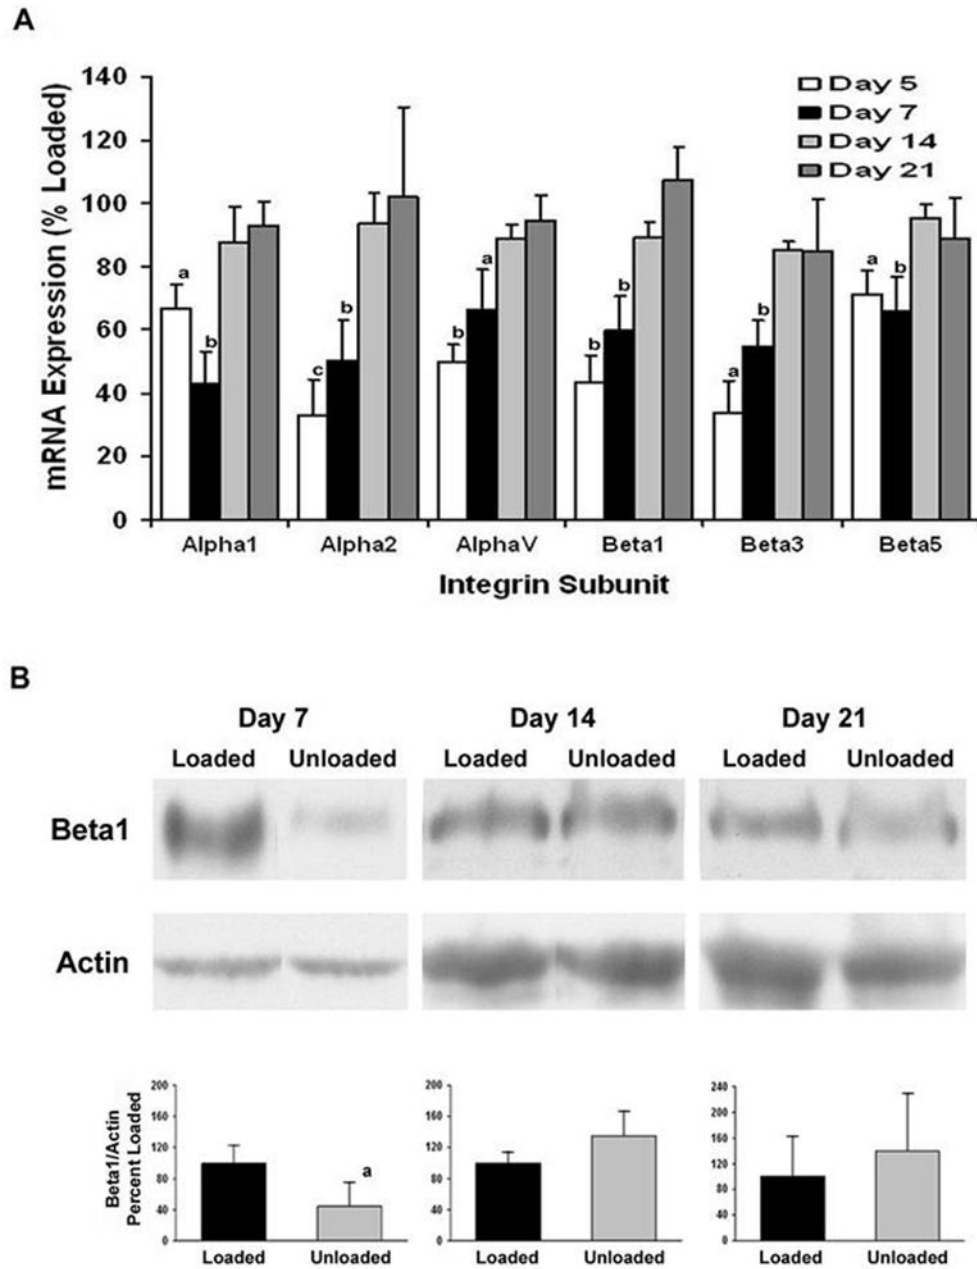 A
mRNA Expression (% Loaded)
140
120
100
80
60
40
20
0
Day 5
Day 7
Day 14
Day 21
a
b
c
b
b
a
b
b
a
b
a
b
Alpha1
Alpha2
AlphaV
Beta1
Beta3
Beta5
Integrin Subunit
B
Day 7
Day 14
Day 21
Loaded
Unloaded
Loaded
Unloaded
Loaded
Unloaded
Beta1
Actin
Beta1/Actin
Percent Loaded
200
160
120
80
40
0
a
Loaded
Unloaded
200
160
120
80
40
0
Loaded
Unloaded
240
200
160
120
80
40
0
Loaded
Unloaded